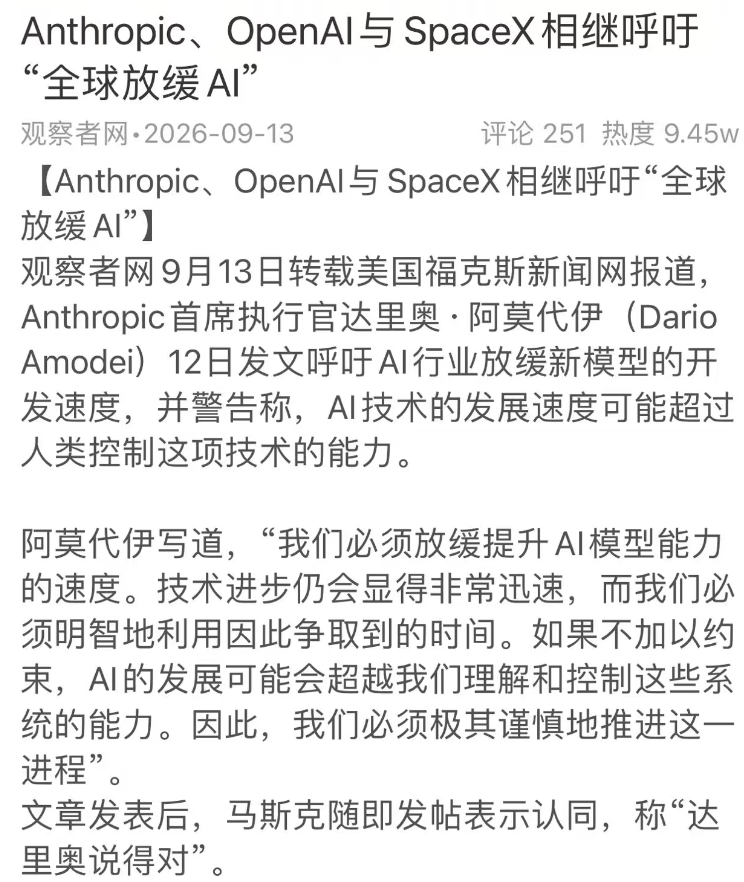 Anthropic、OpenAI与SpaceX相继呼吁
“全球放缓AI”
观察者网•2026-09-13 评论 251 热度 9.45w
【Anthropic、OpenAI与SpaceX相继呼吁“全球
放缓AI”】
观察者网9月13日转载美国福克斯新闻网报道，
Anthropic首席执行官达里奥·阿莫代伊（Dario
Amodei）12日发文呼吁AI行业放缓新模型的开
发速度，并警告称，AI技术的发展速度可能超过
人类控制这项技术的能力。
阿莫代伊写道，“我们必须放缓提升AI模型能力
的速度。技术进步仍会显得非常迅速，而我们必
须明智地利用因此争取到的时间。如果不加以约
束，AI的发展可能会超越我们理解和控制这些系
统的能力。因此，我们必须极其谨慎地推进这一
进程”。
文章发表后，马斯克随即发帖表示认同，称“达
里奥说得对”。